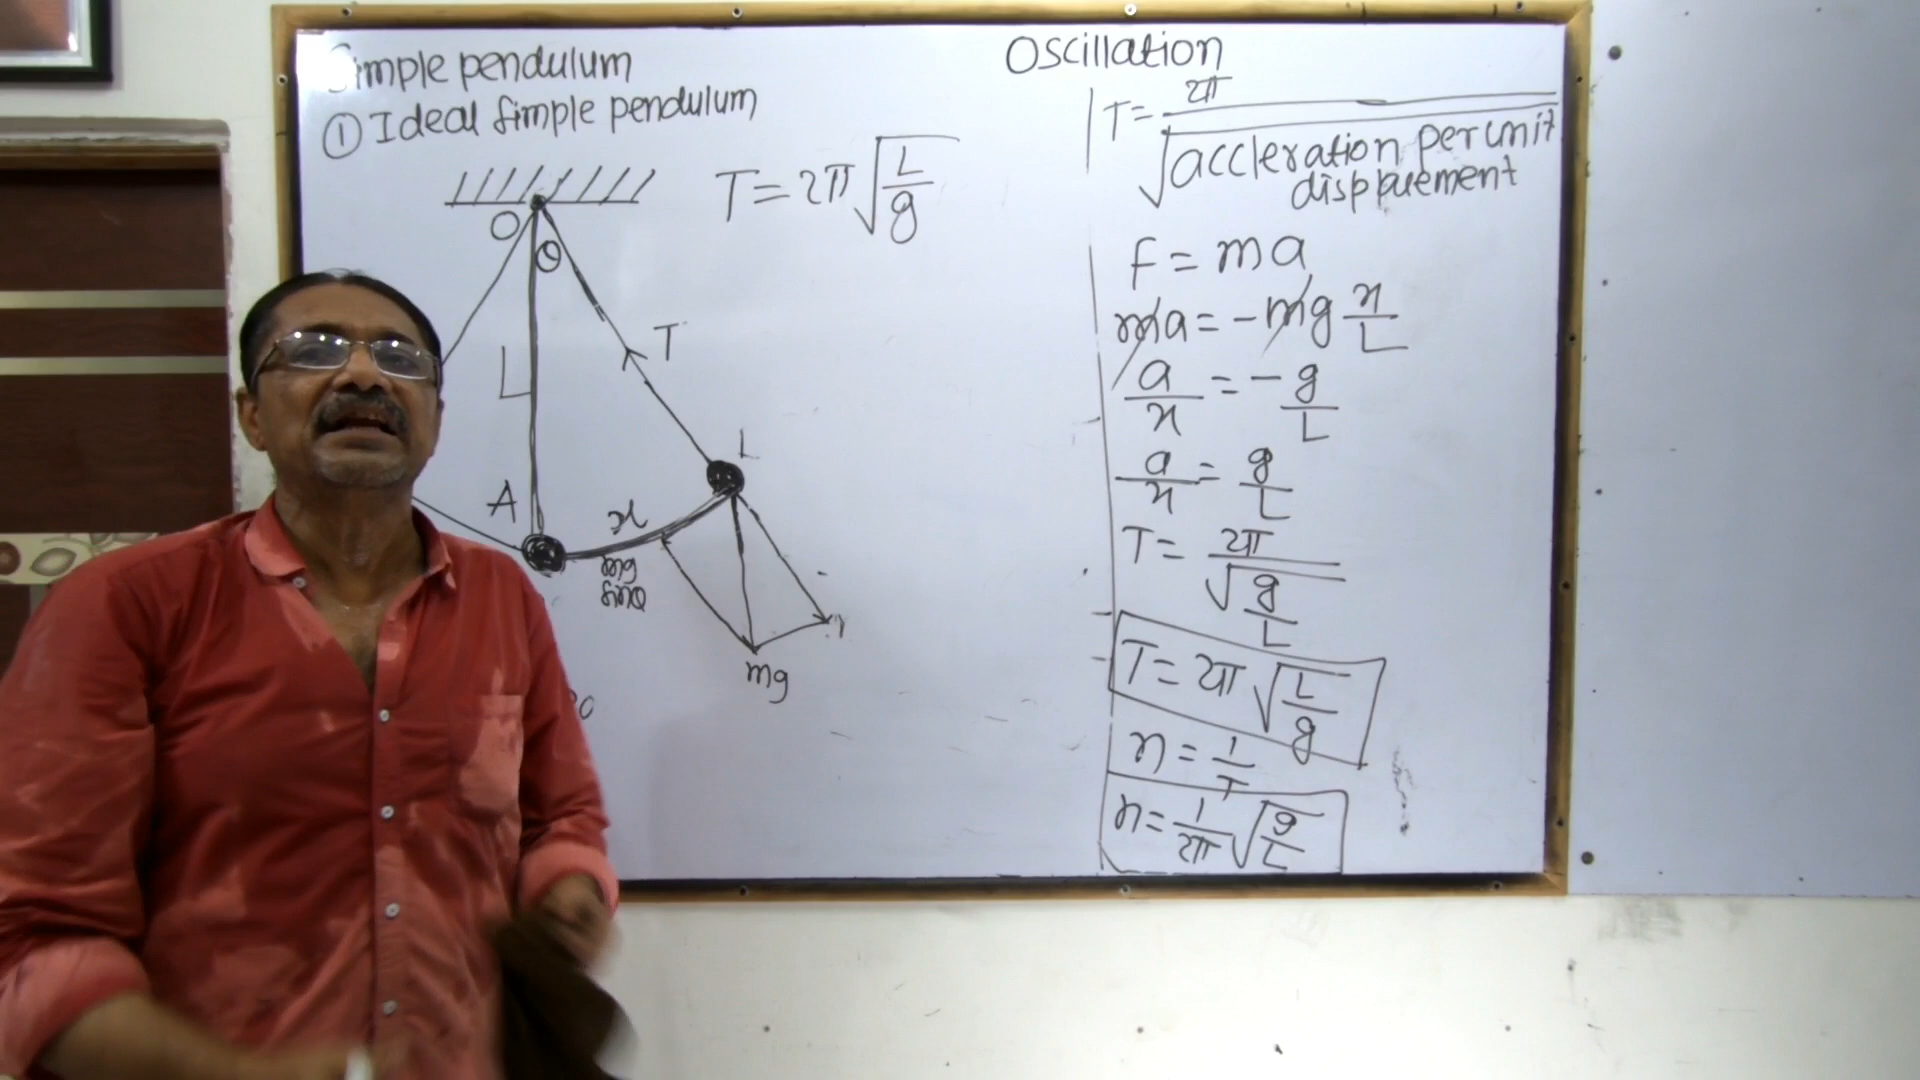 Simple pendulum
① Ideal Simple pendulum
T = 2π √(L/g)
O
θ
L
T
A
x
L
mg
sinθ
mg
Oscillation
T = 2π / √(accleration per unit
displacement)
F = ma
ma = - mg x/L
a/x = - g/L
a/x = g/L
T = 2π / √(g/L)
T = 2π √(L/g)
n = 1/T
n = 1/2π √(g/L)